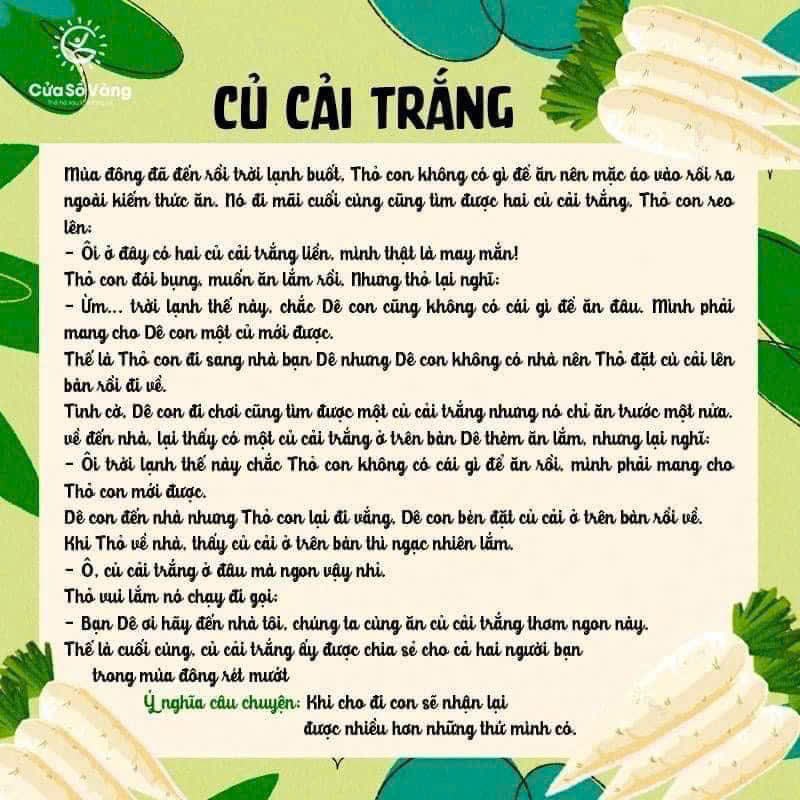 Cửa Sổ Vàng
CỦ CẢI TRẮNG
Mùa đông đã đến rồi trời lạnh buốt, Thỏ con không có gì để ăn nên mặc áo vào rồi ra
ngoài kiếm thức ăn. Nó đi mãi cuối cùng cũng tìm được hai củ cải trắng, Thỏ con reo
lên:
- Ôi ở đây có hai củ cải trắng liền, mình thật là may mắn!
Thỏ con đói bụng, muốn ăn lắm rồi. Nhưng thỏ lại nghĩ:
- Ừm... trời lạnh thế này, chắc Dê con cũng không có cái gì để ăn đâu. Mình phải
mang cho Dê con một củ mới được.
Thế là Thỏ con đi sang nhà bạn Dê nhưng Dê con không có nhà nên Thỏ đặt củ cải lên
bàn rồi đi về.
Tình cờ, Dê con đi chơi cũng tìm được một củ cải trắng nhưng nó chỉ ăn trước một nửa.
về đến nhà, lại thấy có một củ cải trắng ở trên bàn Dê thèm ăn lắm, nhưng lại nghĩ:
- Ôi trời lạnh thế này chắc Thỏ con không có cái gì để ăn rồi, mình phải mang cho
Thỏ con mới được.
Dê con đến nhà nhưng Thỏ con lại đi vắng, Dê con bèn đặt củ cải ở trên bàn rồi về.
Khi Thỏ về nhà, thấy củ cải ở trên bàn thì ngạc nhiên lắm.
- Ô, củ cải trắng ở đâu mà ngon vậy nhỉ.
Thỏ vui lắm nó chạy đi gọi:
- Bạn Dê ơi hãy đến nhà tôi, chúng ta cùng ăn củ cải trắng thơm ngon này.
Thế là cuối cùng, củ cải trắng ấy được chia sẻ cho cả hai người bạn
trong mùa đông rét mướt
Ý nghĩa câu chuyện: Khi cho đi con sẽ nhận lại
được nhiều hơn những thứ mình có.